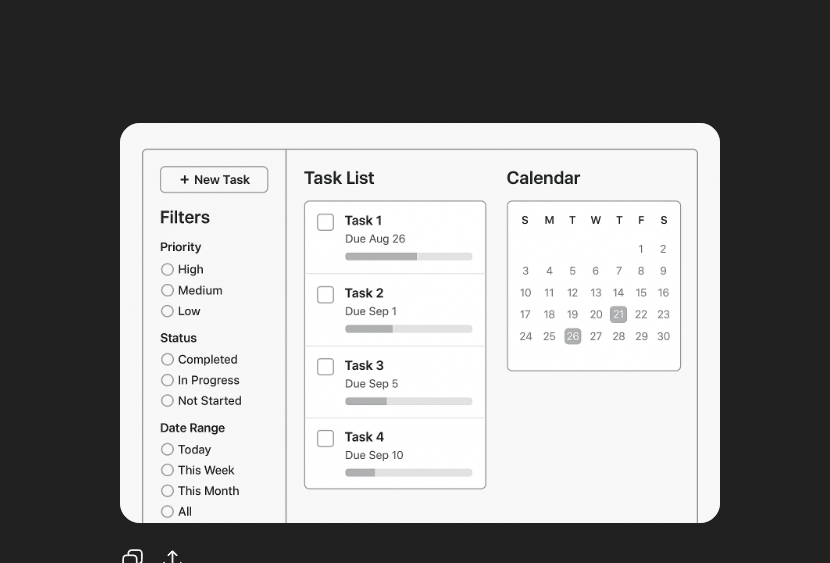 + New Task
Filters
Priority
High
Medium
Low
Status
Completed
In Progress
Not Started
Date Range
Today
This Week
This Month
All
Task List
Task 1
Due Aug 26
Task 2
Due Sep 1
Task 3
Due Sep 5
Task 4
Due Sep 10
Calendar
S M T W T F S
1 2
3 4 5 6 7 8 9
10 11 12 13 14 15 16
17 18 19 20 21 22 23
24 25 26 27 28 29 30